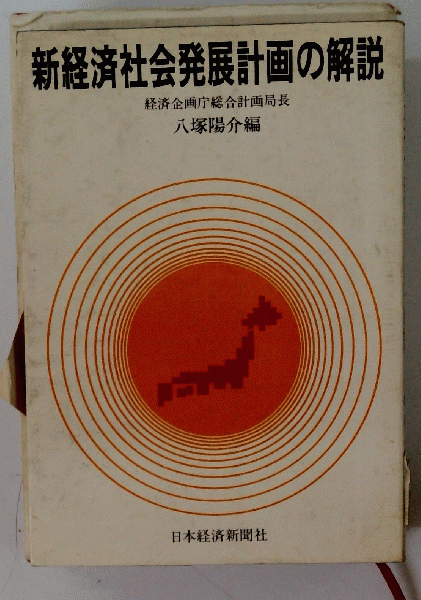 新経済社会発展計画の解説
経済企画庁総合計画局長
八塚陽介編
日本経済新聞社